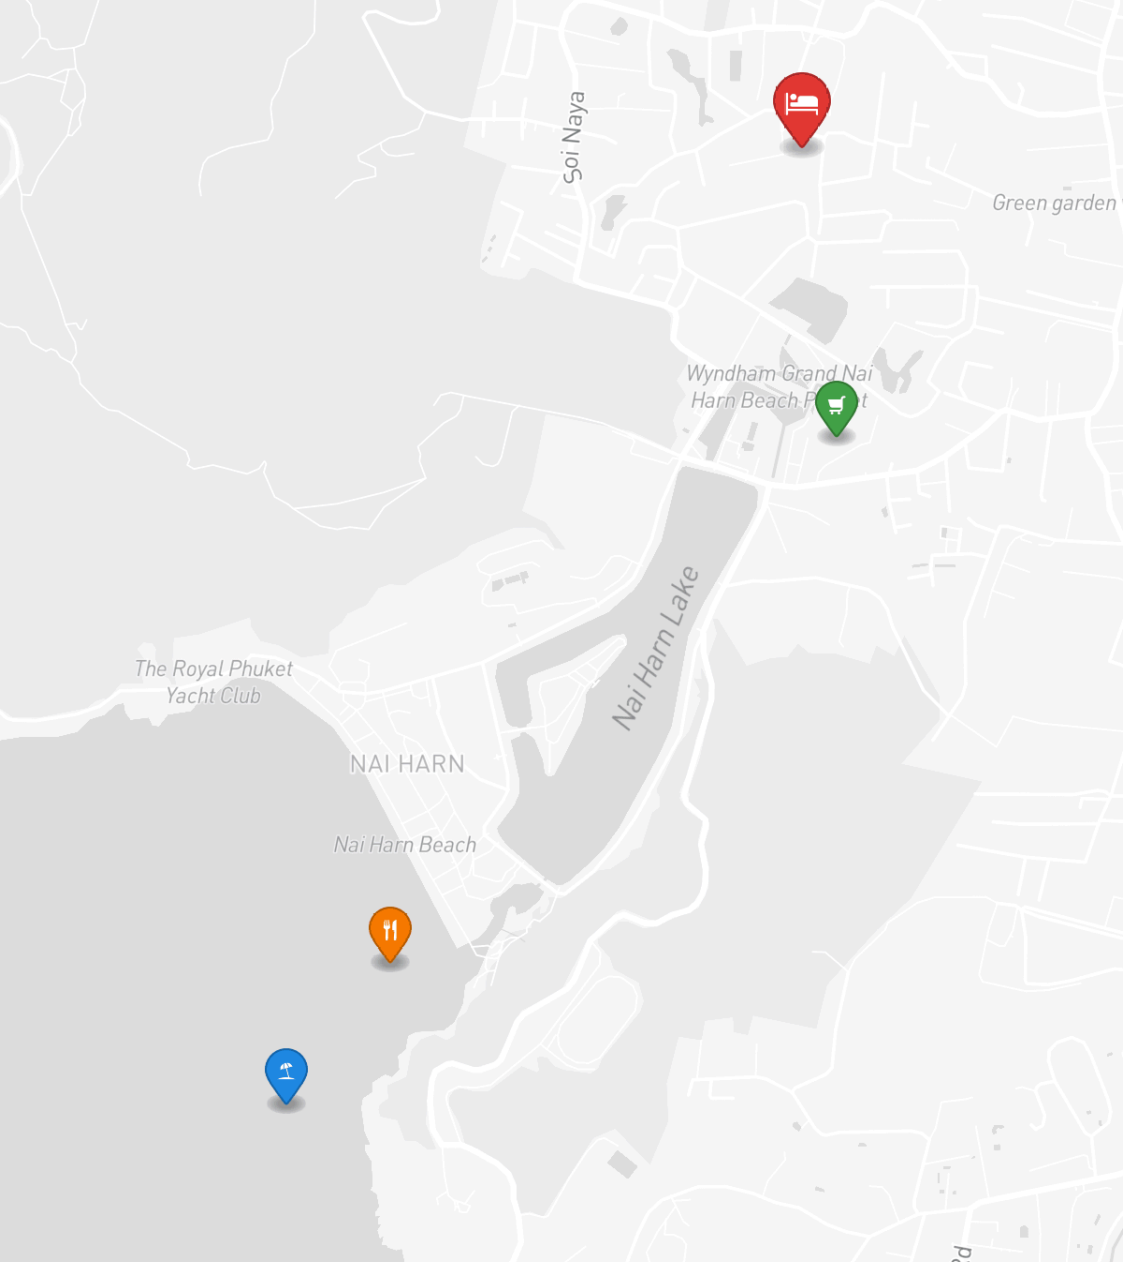 Soi Naya
Green garden
Wyndham Grand Nai
Harn Beach
Nai Harn Lake
The Royal Phuket
Yacht Club
NAI HARN
Nai Harn Beach